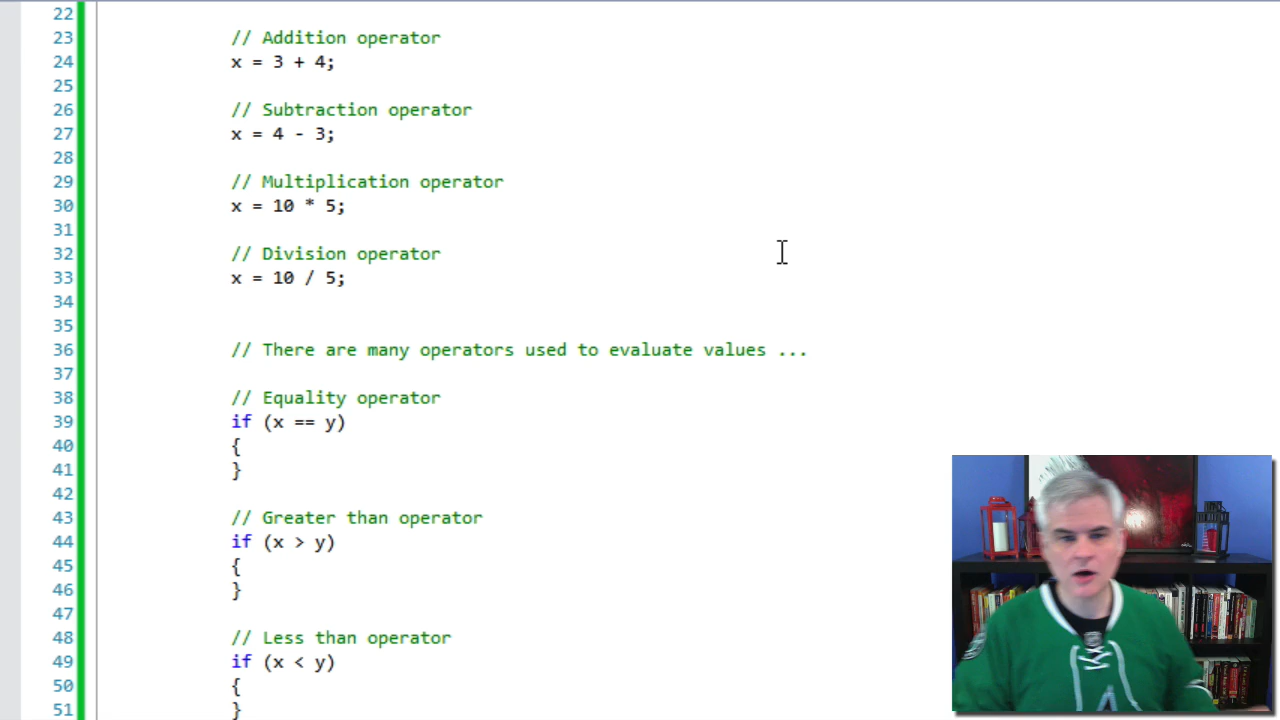 22
23 // Addition operator
24 x = 3 + 4;
25
26 // Subtraction operator
27 x = 4 - 3;
28
29 // Multiplication operator
30 x = 10 * 5;
31
32 // Division operator
33 x = 10 / 5;
34
35
36 // There are many operators used to evaluate values ...
37
38 // Equality operator
39 if (x == y)
40 {
41 }
42
43 // Greater than operator
44 if (x > y)
45 {
46 }
47
48 // Less than operator
49 if (x < y)
50 {
51 }